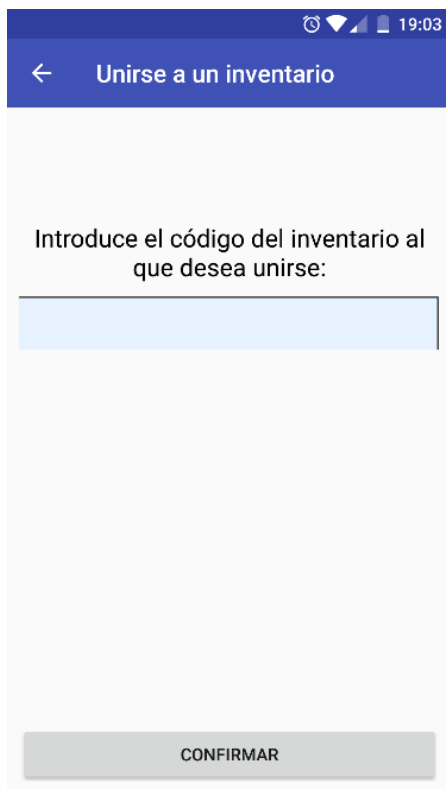 19:03
Unirse a un inventario
Introduce el código del inventario al
que desea unirse:
CONFIRMAR